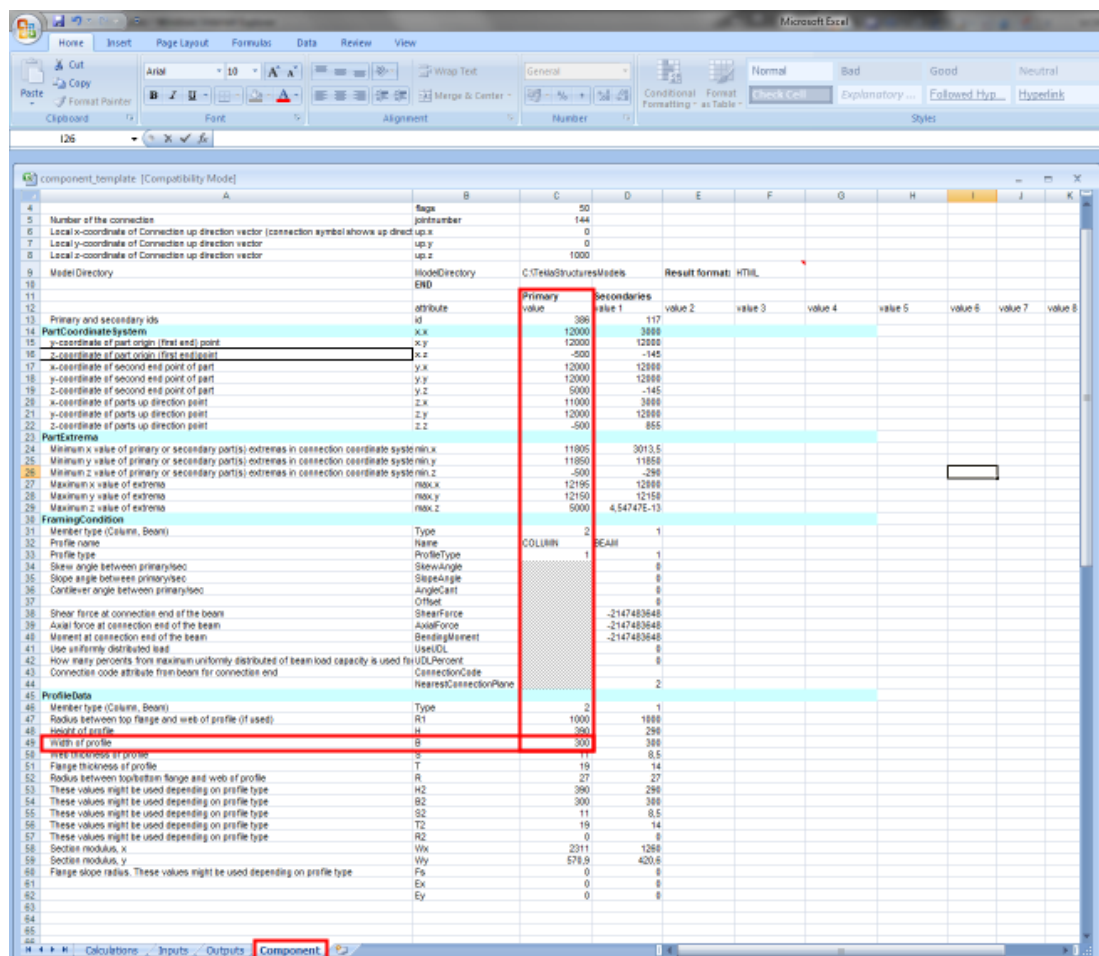 Microsoft Excel
Home Insert Page Layout Formulas Data Review View
Cut
Copy
Format Painter
Paste
Arial 10
Wrap Text
Merge & Center
General
Conditional Formatting
Format as Table
Normal Bad Good Neutral
Check Cell Explanatory ... Followed Hyp... Hyperlink
Clipboard Font Alignment Number Styles
I26 fx
component_template [Compatibility Mode]
A B C D E F G H I J K
4 flags 50
5 Number of the connection jointnumber 144
6 Local x-coordinate of Connection up direction vector (connection symbol shows up direct up.x 0
7 Local y-coordinate of Connection up direction vector up.y 0
8 Local z-coordinate of Connection up direction vector up.z 1000
9 Model Directory ModelDirectory C:\TeklaStructuresModels Result format: HTML
10 END
11 Primary Secondaries
12 attribute value value 1 value 2 value 3 value 4 value 5 value 6 value 7 value 8
13 Primary and secondary ids id 386 117
14 PartCoordinateSystem x.x 12000 3000
15 y-coordinate of part origin (first end) point x.y 12000 12000
16 z-coordinate of part origin (first end)point x.z -500 -145
17 x-coordinate of second end point of part y.x 12000 12000
18 y-coordinate of second end point of part y.y 12000 12000
19 z-coordinate of second end point of part y.z 5000 -145
20 x-coordinate of parts up direction point z.x 11000 3000
21 y-coordinate of parts up direction point z.y 12000 12000
22 z-coordinate of parts up direction point z.z -500 855
23 PartExtrema
24 Minimum x value of primary or secondary part(s) extremas in connection coordinate syste min.x 11805 3013,5
25 Minimum y value of primary or secondary part(s) extremas in connection coordinate syste min.y 11850 11850
26 Minimum z value of primary or secondary part(s) extremas in connection coordinate syste min.z -500 -290
27 Maximum x value of extrema max.x 12195 12000
28 Maximum y value of extrema max.y 12150 12150
29 Maximum z value of extrema max.z 5000 4,54747E-13
30 FramingCondition
31 Member type (Column, Beam) Type 2 1
32 Profile name Name COLUMN BEAM
33 Profile type ProfileType 1 1
34 Skew angle between primary/sec SkewAngle 0
35 Slope angle between primary/sec SlopeAngle 0
36 Cantilever angle between primary/sec AngleCant 0
37 Offset 0
38 Shear force at connection end of the beam ShearForce -2147483648
39 Axial force at connection end of the beam AxialForce -2147483648
40 Moment at connection end of the beam BendingMoment -2147483648
41 Use uniformly distributed load UseUDL 0
42 How many percents from maximum uniformly distributed of beam load capacity is used fo UDLPercent 0
43 Connection code attribute from beam for connection end ConnectionCode
44 NearestConnectionPlane 2
45 ProfileData
46 Member type (Column, Beam) Type 2 1
47 Radius between top flange and web of profile (if used) R1 1000 1000
48 Height of profile H 390 290
49 Width of profile B 300 300
50 Web thickness of profile S 11 8,5
51 Flange thickness of profile T 19 14
52 Radius between top/bottom flange and web of profile R 27 27
53 These values might be used depending on profile type H2 390 290
54 These values might be used depending on profile type B2 300 300
55 These values might be used depending on profile type S2 11 8,5
56 These values might be used depending on profile type T2 19 14
57 These values might be used depending on profile type R2 0 0
58 Section modulus, x Wx 2311 1260
59 Section modulus, y Wy 578,9 420,6
60 Flange slope radius. These values might be used depending on profile type Fs 0 0
61 Ex 0 0
62 Ey 0 0
63
64
65
66
Calculations Inputs Outputs Component